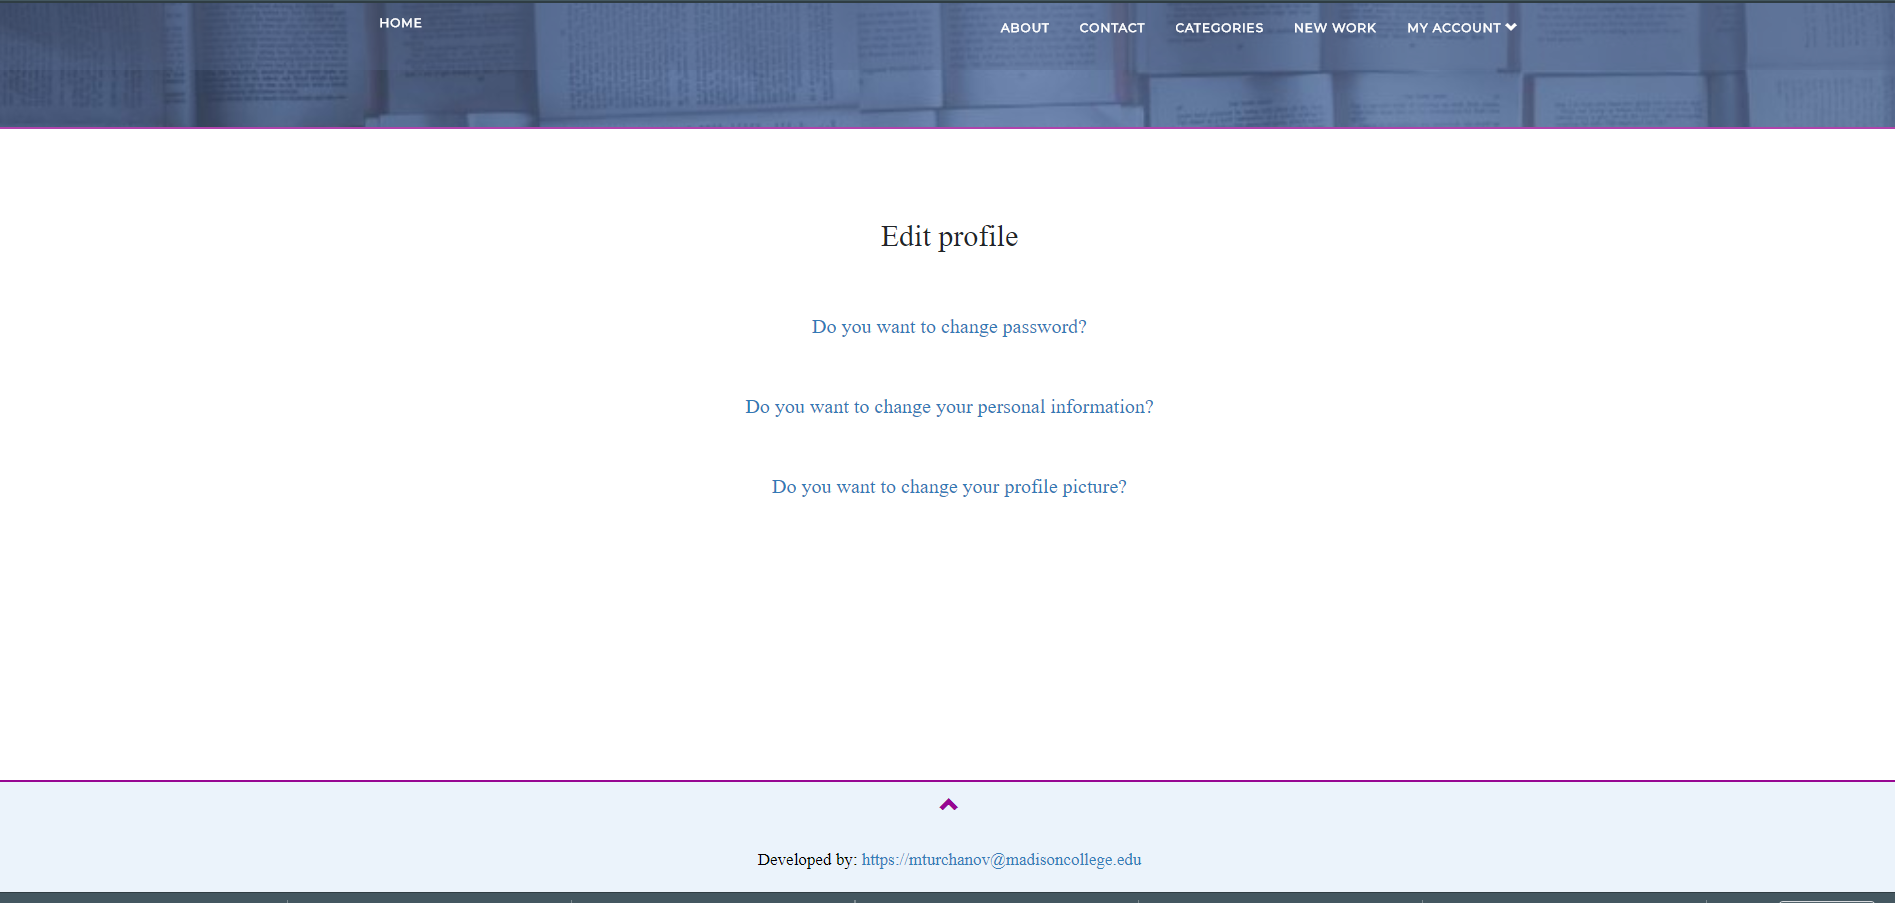 HOME
ABOUT CONTACT CATEGORIES NEW WORK MY ACCOUNT
Edit profile
Do you want to change password?
Do you want to change your personal information?
Do you want to change your profile picture?
Developed by: https://mturchanov@madisoncollege.edu